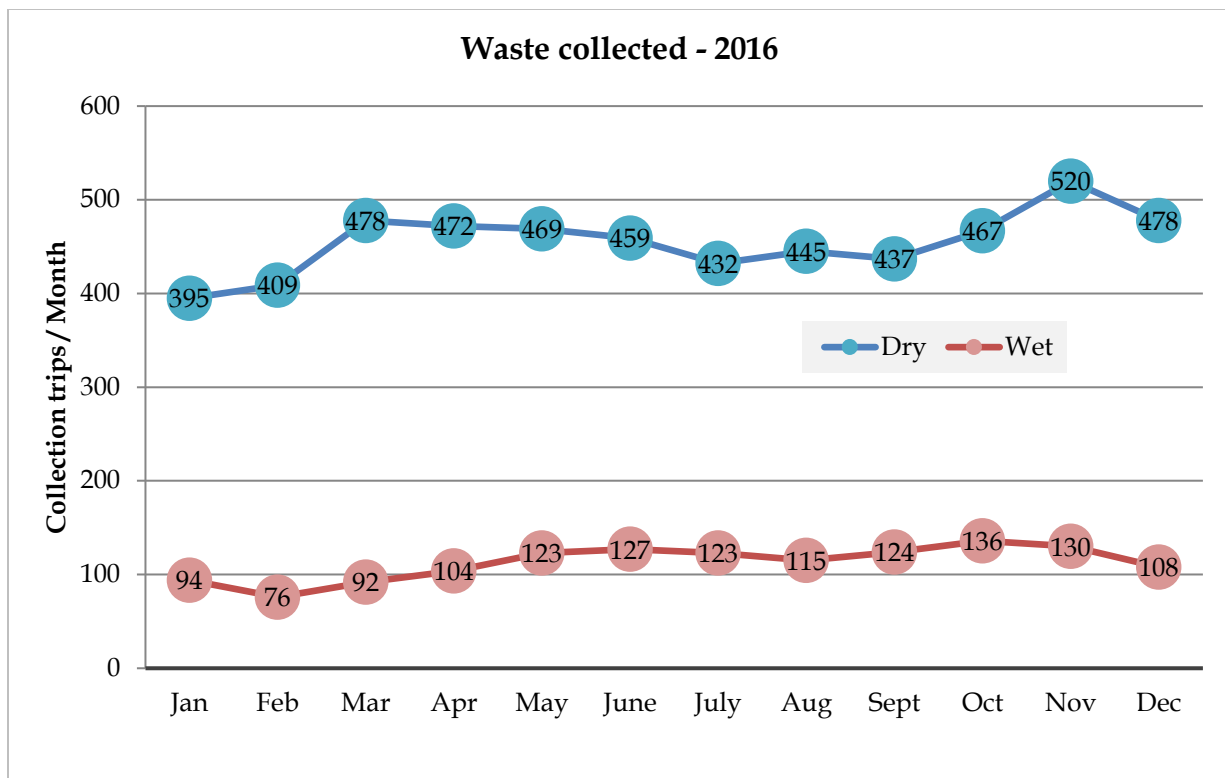 Waste collected - 2016
Collection trips / Month
600
500
400
300
200
100
0
395 409 478 472 469 459 432 445 437 467 520 478
Dry Wet
94 76 92 104 123 127 123 115 124 136 130 108
Jan Feb Mar Apr May June July Aug Sept Oct Nov Dec